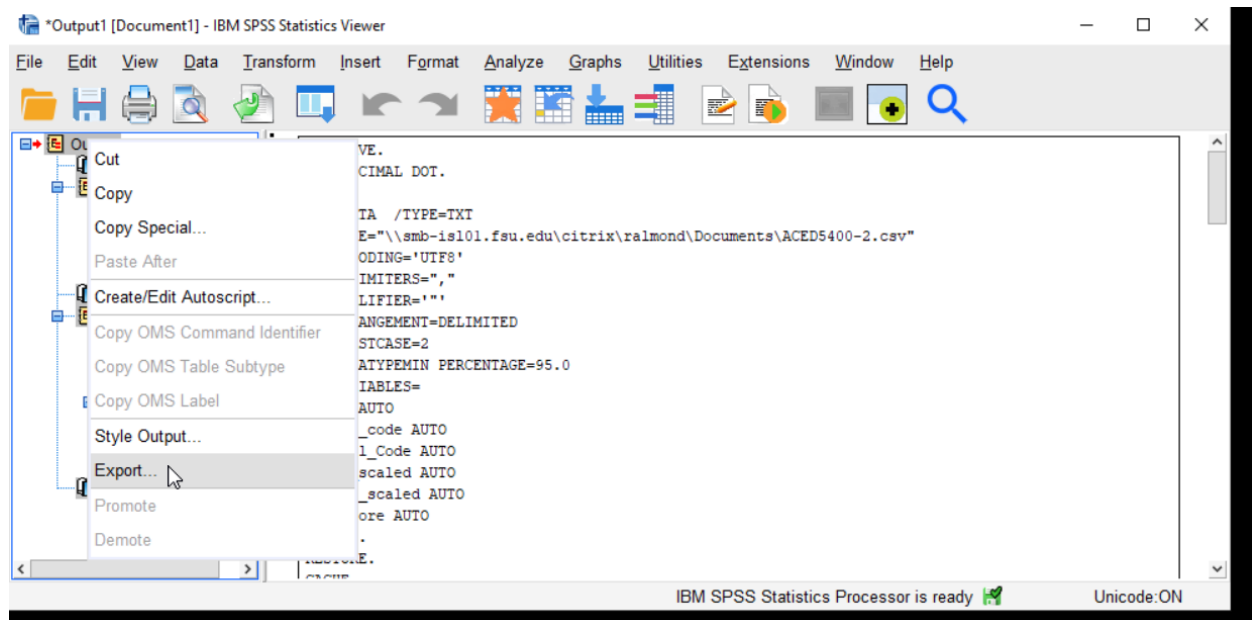 *Output1 [Document1] - IBM SPSS Statistics Viewer
File Edit View Data Transform Insert Format Analyze Graphs Utilities Extensions Window Help
Cut
Copy
Copy Special...
Paste After
Create/Edit Autoscript...
Copy OMS Command Identifier
Copy OMS Table Subtype
Copy OMS Label
Style Output...
Export...
Promote
Demote
VE.
CIMAL DOT.
TA /TYPE=TXT
E="\\smb-isl01.fsu.edu\citrix\ralmond\Documents\ACED5400-2.csv"
ODING='UTF8'
IMITERS=","
LIFIER='"'
ANGEMENT=DELIMITED
STCASE=2
ATYPEMIN PERCENTAGE=95.0
IABLES=
AUTO
_code AUTO
l_Code AUTO
scaled AUTO
_scaled AUTO
ore AUTO
.
IBM SPSS Statistics Processor is ready Unicode:ON